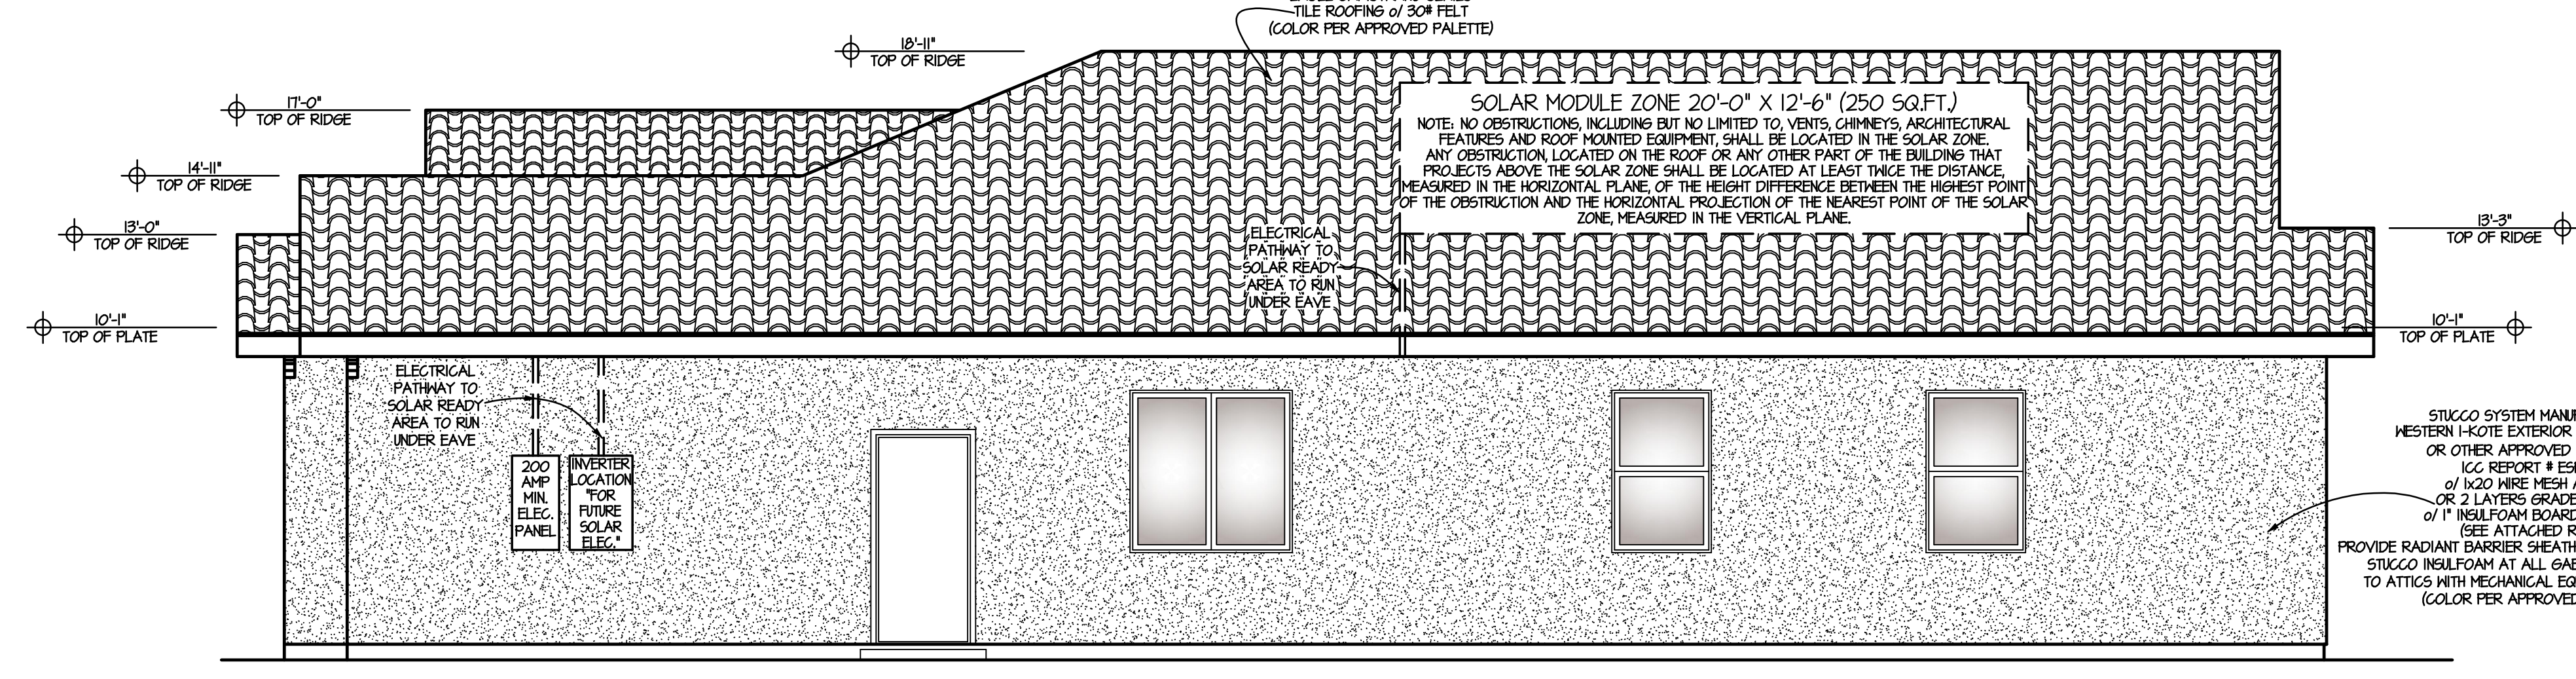 TILE ROOFING o/ 30# FELT
(COLOR PER APPROVED PALETTE)
18'-11"
TOP OF RIDGE
17'-0"
TOP OF RIDGE
14'-11"
TOP OF RIDGE
13'-0"
TOP OF RIDGE
10'-1"
TOP OF PLATE
SOLAR MODULE ZONE 20'-0" X 12'-6" (250 SQ.FT.)
NOTE: NO OBSTRUCTIONS, INCLUDING BUT NO LIMITED TO, VENTS, CHIMNEYS, ARCHITECTURAL
FEATURES AND ROOF MOUNTED EQUIPMENT, SHALL BE LOCATED IN THE SOLAR ZONE.
ANY OBSTRUCTION, LOCATED ON THE ROOF OR ANY OTHER PART OF THE BUILDING THAT
PROJECTS ABOVE THE SOLAR ZONE SHALL BE LOCATED AT LEAST TWICE THE DISTANCE,
MEASURED IN THE HORIZONTAL PLANE, OF THE HEIGHT DIFFERENCE BETWEEN THE HIGHEST POINT
OF THE OBSTRUCTION AND THE HORIZONTAL PROJECTION OF THE NEAREST POINT OF THE SOLAR
ZONE, MEASURED IN THE VERTICAL PLANE.
ELECTRICAL
PATHWAY TO
SOLAR READY
AREA TO RUN
UNDER EAVE
13'-3"
TOP OF RIDGE
10'-1"
TOP OF PLATE
ELECTRICAL
PATHWAY TO
SOLAR READY
AREA TO RUN
UNDER EAVE
200
AMP
MIN.
ELEC.
PANEL
INVERTER
LOCATION
"FOR
FUTURE
SOLAR
ELEC."
STUCCO SYSTEM
WESTERN 1-KOTE EXTERIOR
OR OTHER APPROVED
ICC REPORT #
o/ 1x20 WIRE MESH
OR 2 LAYERS GRADE
o/ 1" INSULFOAM BOARD
(SEE ATTACHED
PROVIDE RADIANT BARRIER
STUCCO INSULFOAM AT ALL
TO ATTICS WITH MECHANICAL
(COLOR PER APPROVED